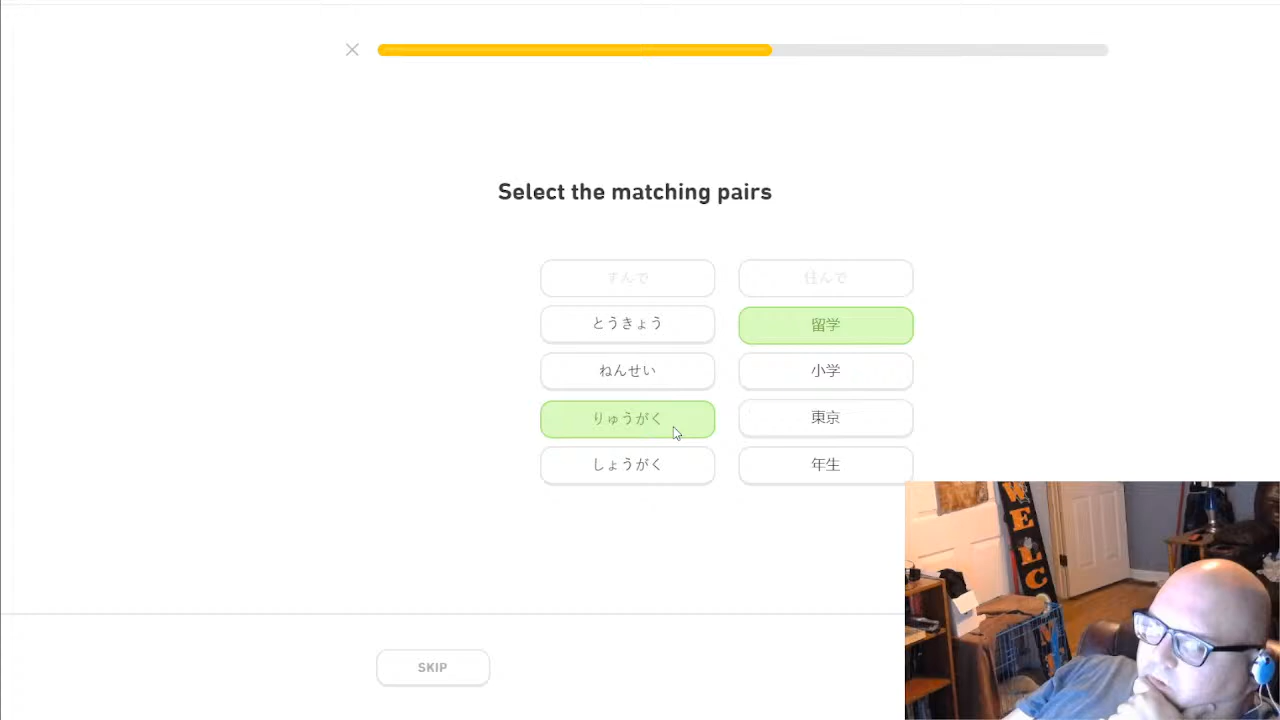 Select the matching pairs
すんで 住んで
とうきょう 留学
ねんせい 小学
りゅうがく 東京
しょうがく 年生
SKIP
WELC